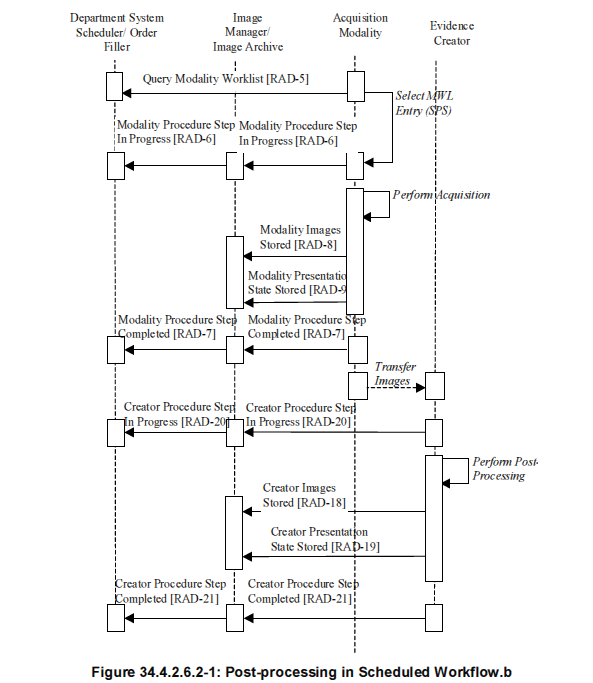 Department System
Scheduler/ Order
Filler
Image
Manager/
Image Archive
Acquisition
Modality
Evidence
Creator
Query Modality Worklist [RAD-5]
Select MWL
Entry (SPS)
Modality Procedure Step
In Progress [RAD-6]
Modality Procedure Step
In Progress [RAD-6]
Perform Acquisition
Modality Images
Stored [RAD-8]
Modality Presentatio
State Stored [RAD-9
Modality Procedure Step
Completed [RAD-7]
Modality Procedure Step
Completed [RAD-7]
Transfer
Images
Creator Procedure Step
In Progress [RAD-20]
Creator Procedure Step
In Progress [RAD-20]
Perform Post-
Processing
Creator Images
Stored [RAD-18]
Creator Presentation
State Stored [RAD-19]
Creator Procedure Step
Completed [RAD-21]
Creator Procedure Step
Completed [RAD-21]
Figure 34.4.2.6.2-1: Post-processing in Scheduled Workflow.b